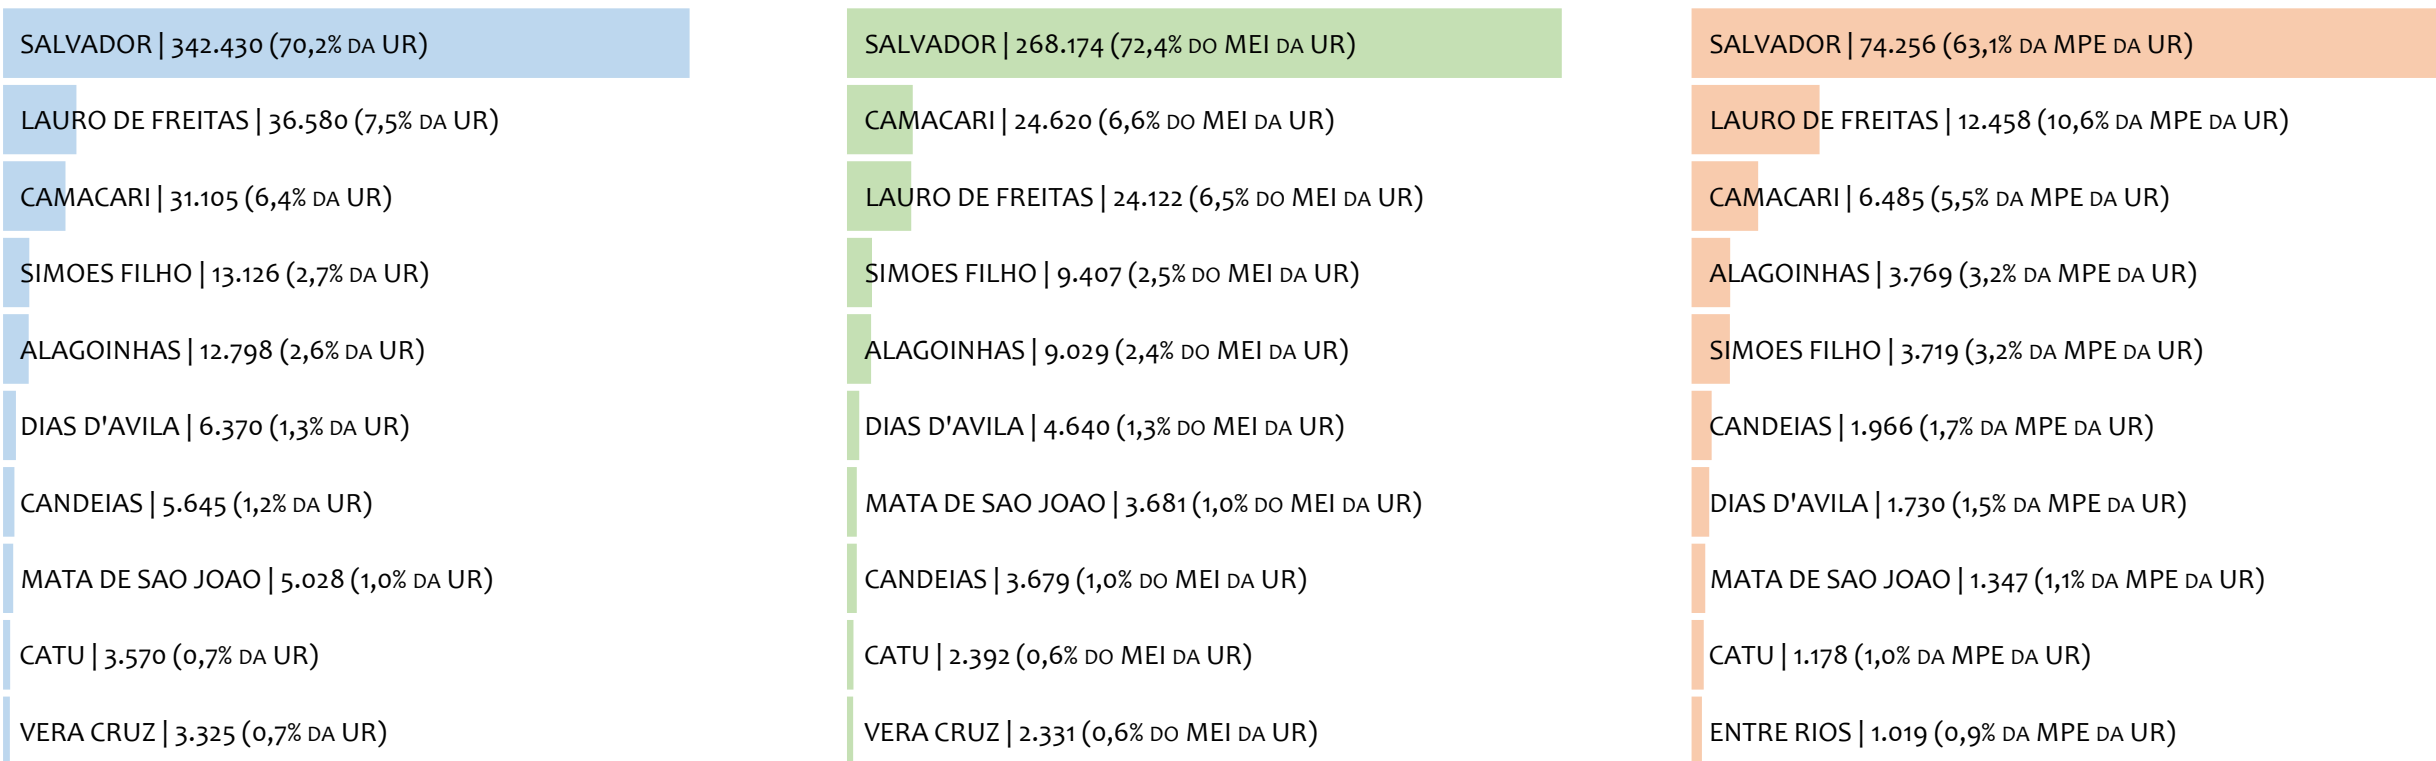 SALVADOR | 342.430 (70,2% DA UR)
LAURO DE FREITAS | 36.580 (7,5% DA UR)
CAMACARI | 31.105 (6,4% DA UR)
SIMOES FILHO | 13.126 (2,7% DA UR)
ALAGOINHAS | 12.798 (2,6% DA UR)
DIAS D'AVILA | 6.370 (1,3% DA UR)
CANDEIAS | 5.645 (1,2% DA UR)
MATA DE SAO JOAO | 5.028 (1,0% DA UR)
CATU | 3.570 (0,7% DA UR)
VERA CRUZ | 3.325 (0,7% DA UR)
SALVADOR | 268.174 (72,4% DO MEI DA UR)
CAMACARI | 24.620 (6,6% DO MEI DA UR)
LAURO DE FREITAS | 24.122 (6,5% DO MEI DA UR)
SIMOES FILHO | 9.407 (2,5% DO MEI DA UR)
ALAGOINHAS | 9.029 (2,4% DO MEI DA UR)
DIAS D'AVILA | 4.640 (1,3% DO MEI DA UR)
MATA DE SAO JOAO | 3.681 (1,0% DO MEI DA UR)
CANDEIAS | 3.679 (1,0% DO MEI DA UR)
CATU | 2.392 (0,6% DO MEI DA UR)
VERA CRUZ | 2.331 (0,6% DO MEI DA UR)
SALVADOR | 74.256 (63,1% DA MPE DA UR)
LAURO DE FREITAS | 12.458 (10,6% DA MPE DA UR)
CAMACARI | 6.485 (5,5% DA MPE DA UR)
ALAGOINHAS | 3.769 (3,2% DA MPE DA UR)
SIMOES FILHO | 3.719 (3,2% DA MPE DA UR)
CANDEIAS | 1.966 (1,7% DA MPE DA UR)
DIAS D'AVILA | 1.730 (1,5% DA MPE DA UR)
MATA DE SAO JOAO | 1.347 (1,1% DA MPE DA UR)
CATU | 1.178 (1,0% DA MPE DA UR)
ENTRE RIOS | 1.019 (0,9% DA MPE DA UR)